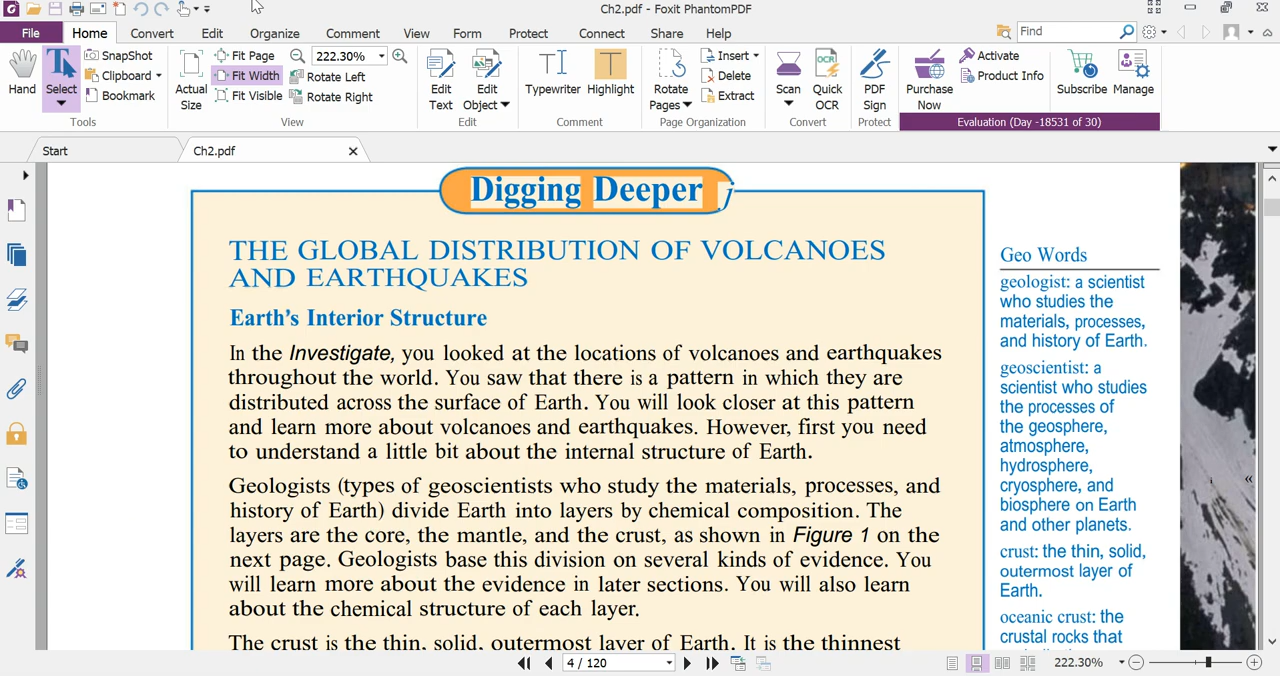 Ch2.pdf - Foxit PhantomPDF
File Home Convert Edit Organize Comment View Form Protect Connect Share Help Find
Hand
Select
SnapShot
Clipboard
Bookmark
Tools
Actual Size
Fit Page
Fit Width
Fit Visible
222.30%
Rotate Left
Rotate Right
View
Edit Text
Edit Object
Edit
Typewriter
Highlight
Comment
Rotate Pages
Insert
Delete
Extract
Page Organization
Scan
Quick OCR
Convert
PDF Sign
Protect
Purchase Now
Activate
Product Info
Subscribe
Manage
Evaluation (Day -18531 of 30)
Start
Ch2.pdf
Digging Deeper
THE GLOBAL DISTRIBUTION OF VOLCANOES
AND EARTHQUAKES
Earth's Interior Structure
In the Investigate, you looked at the locations of volcanoes and earthquakes
throughout the world. You saw that there is a pattern in which they are
distributed across the surface of Earth. You will look closer at this pattern
and learn more about volcanoes and earthquakes. However, first you need
to understand a little bit about the internal structure of Earth.
Geologists (types of geoscientists who study the materials, processes, and
history of Earth) divide Earth into layers by chemical composition. The
layers are the core, the mantle, and the crust, as shown in Figure 1 on the
next page. Geologists base this division on several kinds of evidence. You
will learn more about the evidence in later sections. You will also learn
about the chemical structure of each layer.
The crust is the thin, solid, outermost layer of Earth. It is the thinnest
Geo Words
geologist: a scientist
who studies the
materials, processes,
and history of Earth.
geoscientist: a
scientist who studies
the processes of
the geosphere,
atmosphere,
hydrosphere,
cryosphere, and
biosphere on Earth
and other planets.
crust: the thin, solid,
outermost layer of
Earth.
oceanic crust: the
crustal rocks that
4 / 120
222.30%